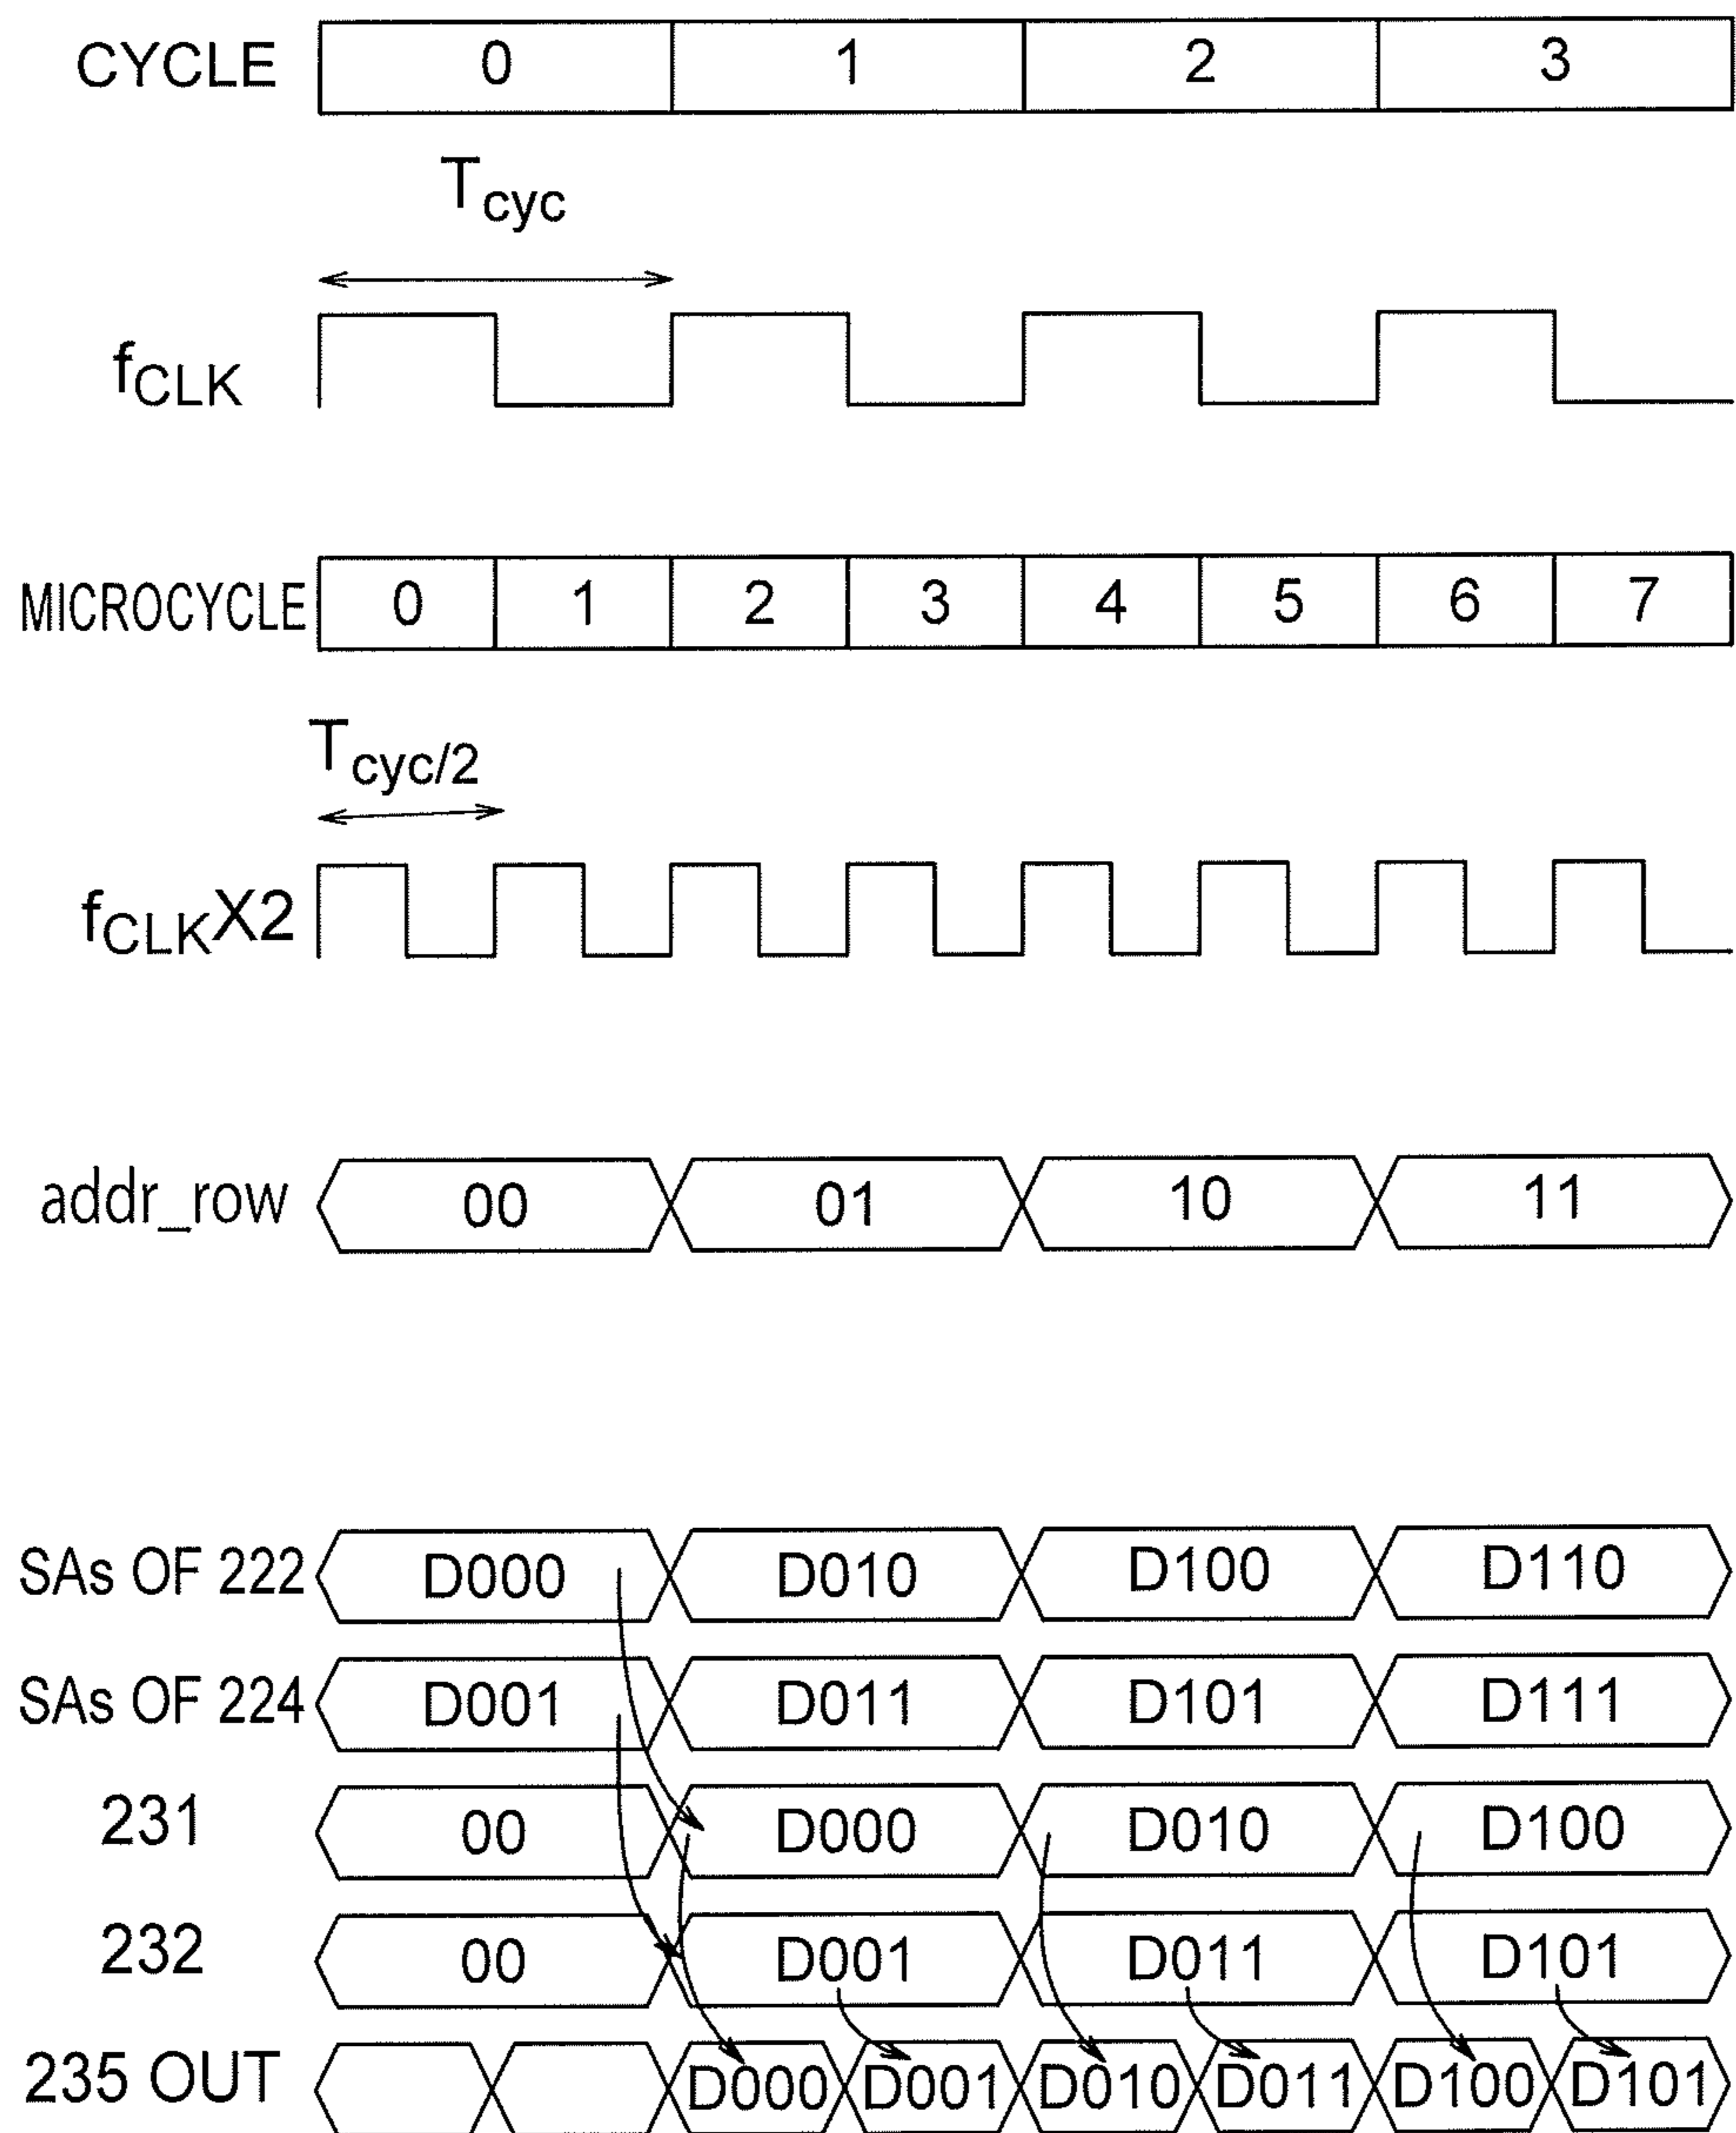 CYCLE 0 1 2 3
Tcyc
fCLK
MICROCYCLE 0 1 2 3 4 5 6 7
Tcyc/2
fCLKX2
addr_row 00 01 10 11
SAs OF 222 D000 D010 D100 D110
SAs OF 224 D001 D011 D101 D111
231 00 D000 D010 D100
232 00 D001 D011 D101
235 OUT D000 D001 D010 D011 D100 D101